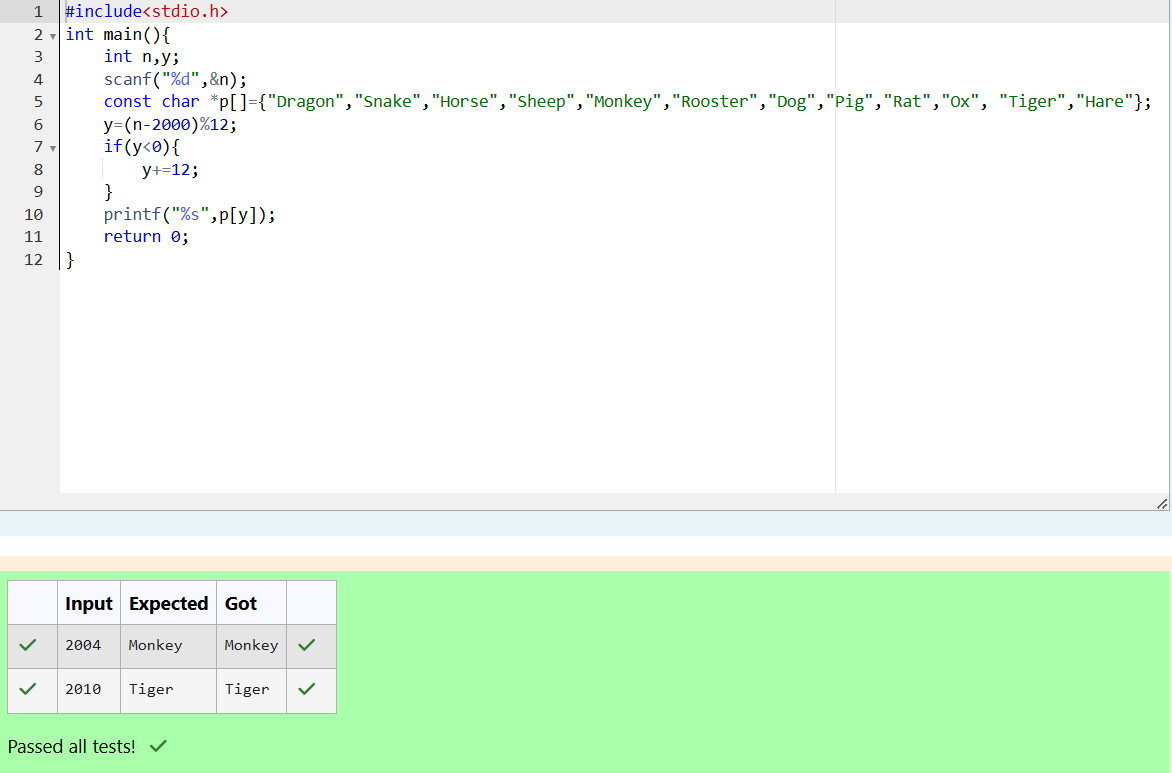 1 #include<stdio.h>
2 int main(){
3 int n,y;
4 scanf("%d",&n);
5 const char *p[]={"Dragon","Snake","Horse","Sheep","Monkey","Rooster","Dog","Pig","Rat","Ox", "Tiger","Hare"};
6 y=(n-2000)%12;
7 if(y<0){
8 y+=12;
9 }
10 printf("%s",p[y]);
11 return 0;
12 }
Input Expected Got
2004 Monkey Monkey
2010 Tiger Tiger
Passed all tests!